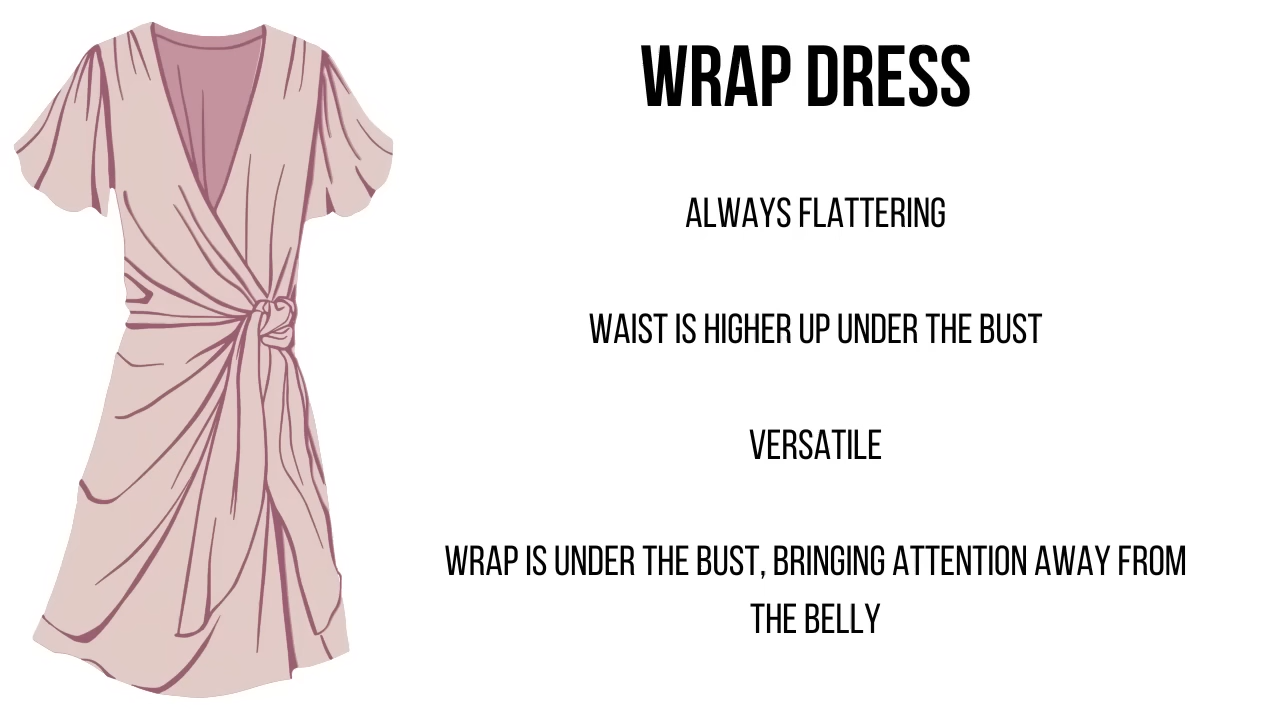 WRAP DRESS
ALWAYS FLATTERING
WAIST IS HIGHER UP UNDER THE BUST
VERSATILE
WRAP IS UNDER THE BUST, BRINGING ATTENTION AWAY FROM
THE BELLY